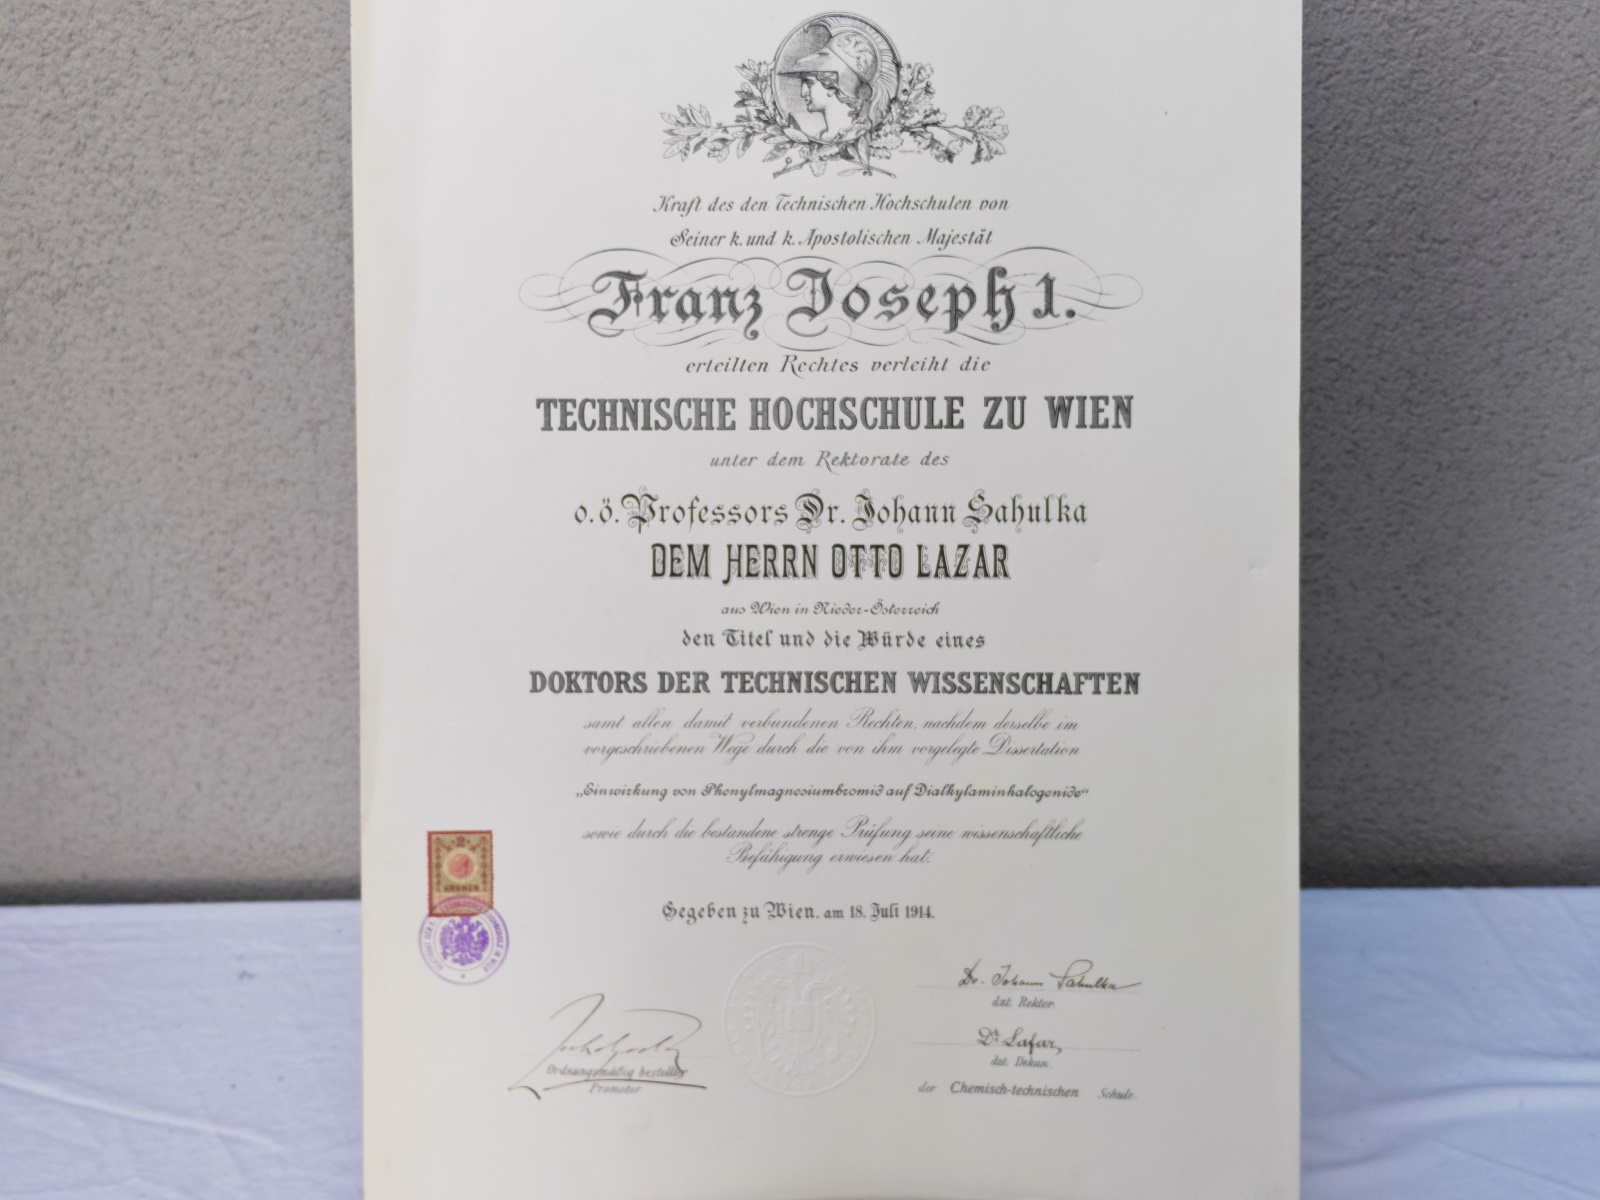 Kraft des den Technischen Hochschulen von
Seiner k. und k. Apostolischen Majestät
Franz Joseph I.
erteilten Rechtes verleiht die
TECHNISCHE HOCHSCHULE ZU WIEN
unter dem Rektorate des
o. ö. Professors Dr. Johann Sahulka
DEM HERRN OTTO LAZAR
aus Wien in Nieder-Österreich
den Titel und die Würde eines
DOKTORS DER TECHNISCHEN WISSENSCHAFTEN
samt allen damit verbundenen Rechten, nachdem derselbe im
vorgeschriebenen Wege durch die von ihm vorgelegte Dissertation
„Einwirkung von Phenylmagnesiumbromid auf Dialkylaminhalogenide“
sowie durch die bestandene strenge Prüfung seine wissenschaftliche
Befähigung erwiesen hat.
KRONEN
Gegeben zu Wien, am 18. Juli 1914.
Dr. Johann Sahulka
dzt. Rektor.
Dr. Lafar,
dzt. Dekan.
der Chemisch-technischen Schule.
Ordnungsmäßig bestellter
Promotor